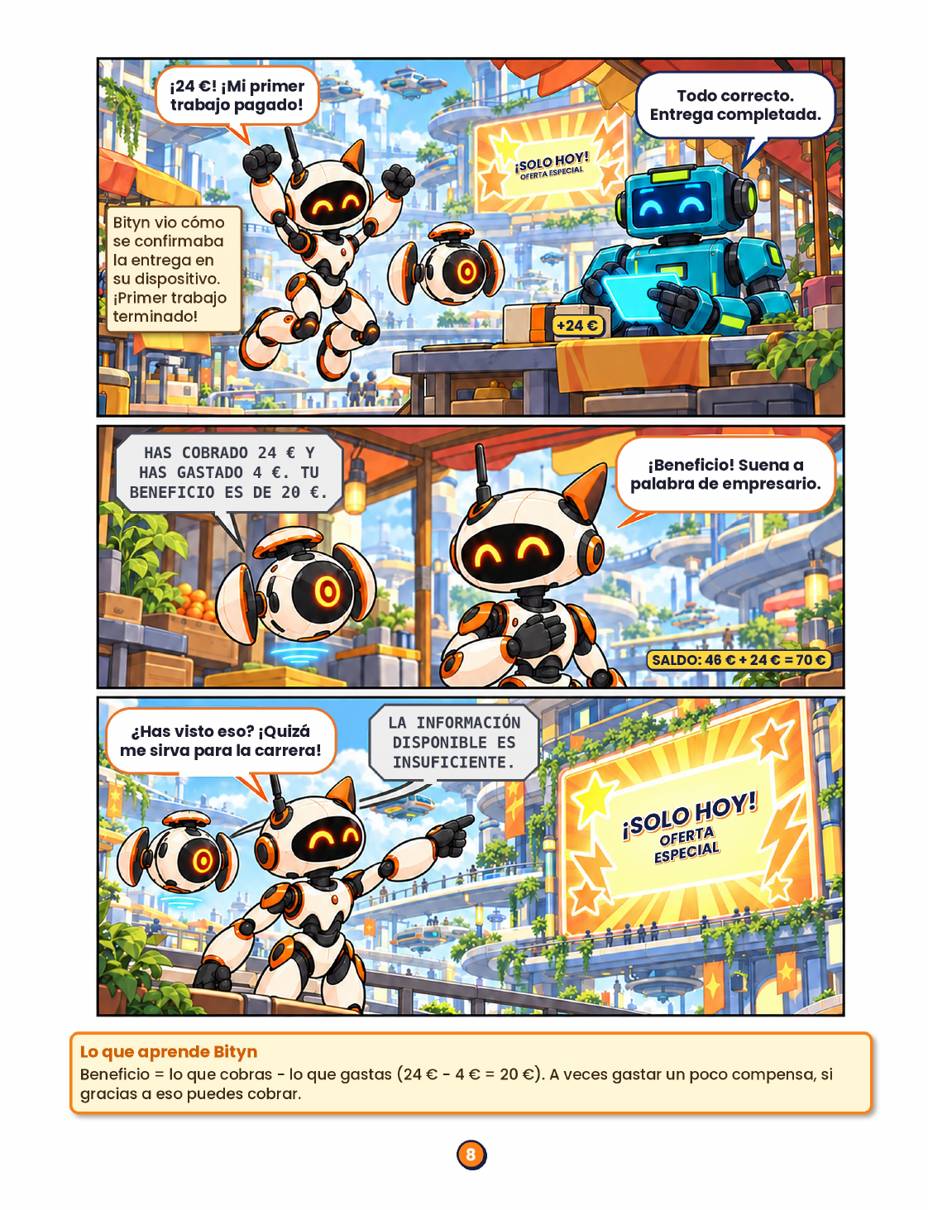 ¡24 €! ¡Mi primer
trabajo pagado!
Todo correcto.
Entrega completada.
¡SOLO HOY!
OFERTA ESPECIAL
Bityn vio cómo
se confirmaba
la entrega en
su dispositivo.
¡Primer trabajo
terminado!
+24 €
HAS COBRADO 24 € Y
HAS GASTADO 4 €. TU
BENEFICIO ES DE 20 €.
¡Beneficio! Suena a
palabra de empresario.
SALDO: 46 € + 24 € = 70 €
¿Has visto eso? ¡Quizá
me sirva para la carrera!
LA INFORMACIÓN
DISPONIBLE ES
INSUFICIENTE.
¡SOLO HOY!
OFERTA
ESPECIAL
Lo que aprende Bityn
Beneficio = lo que cobras - lo que gastas (24 € - 4 € = 20 €). A veces gastar un poco compensa, si
gracias a eso puedes cobrar.
8